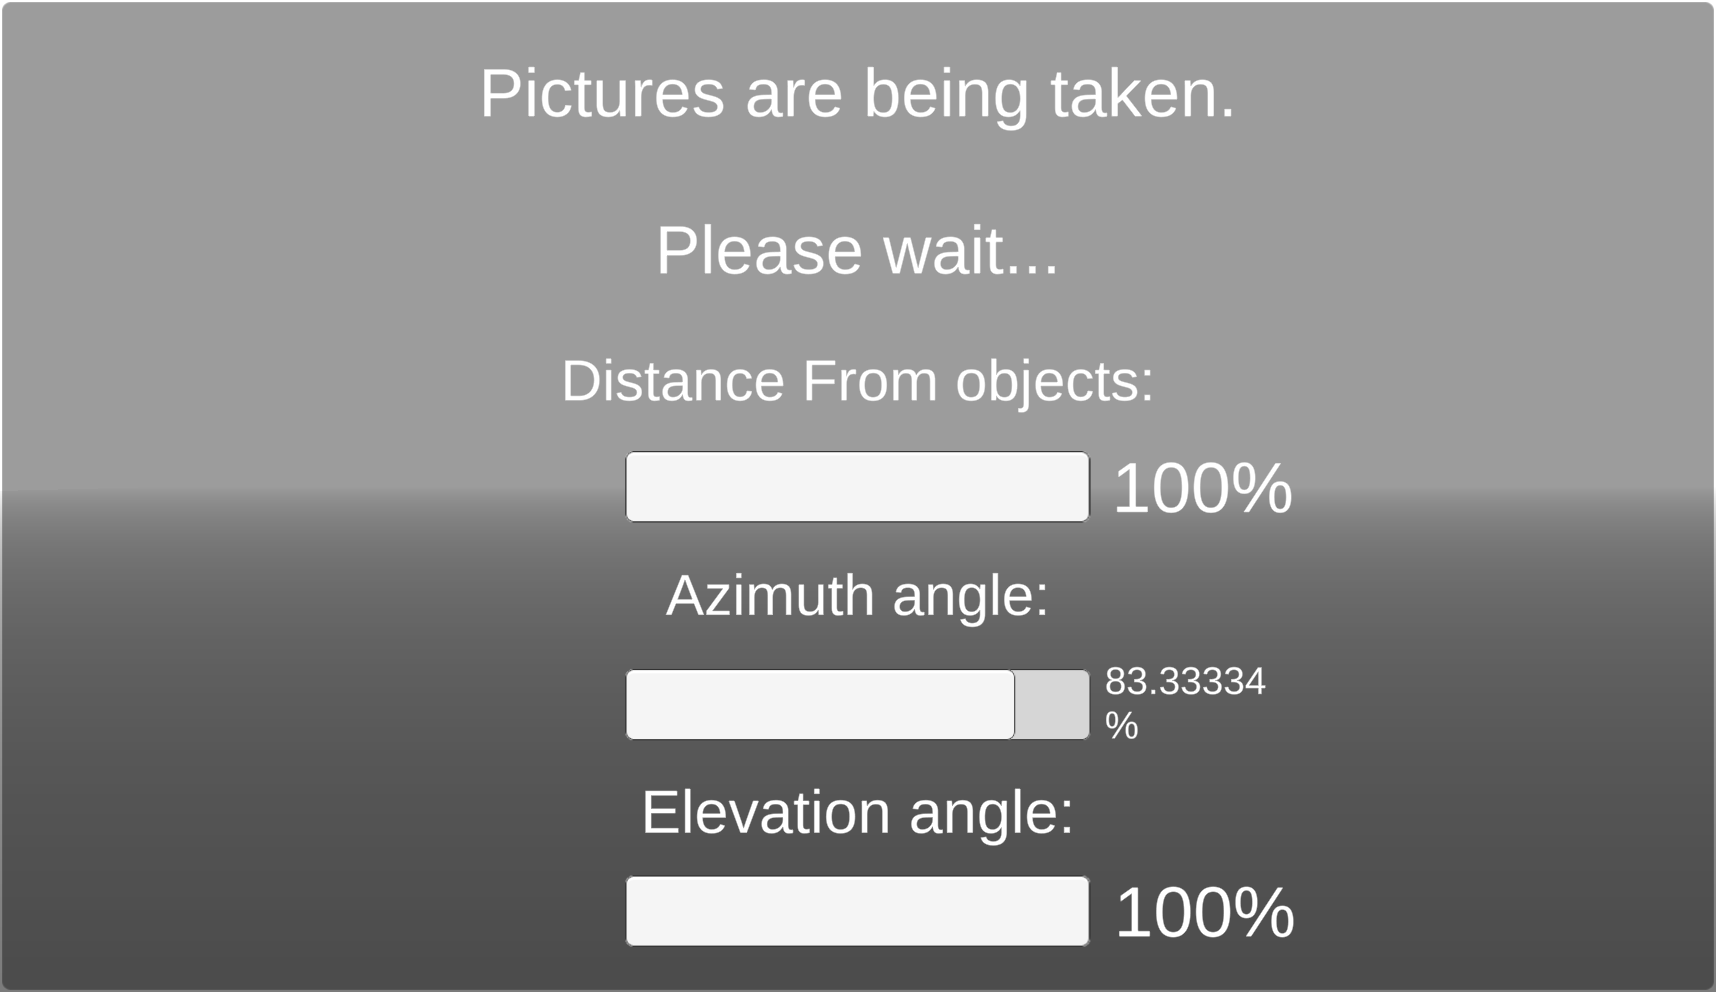 Pictures are being taken.
Please wait...
Distance From objects:
100%
Azimuth angle:
83.33334
%
Elevation angle:
100%